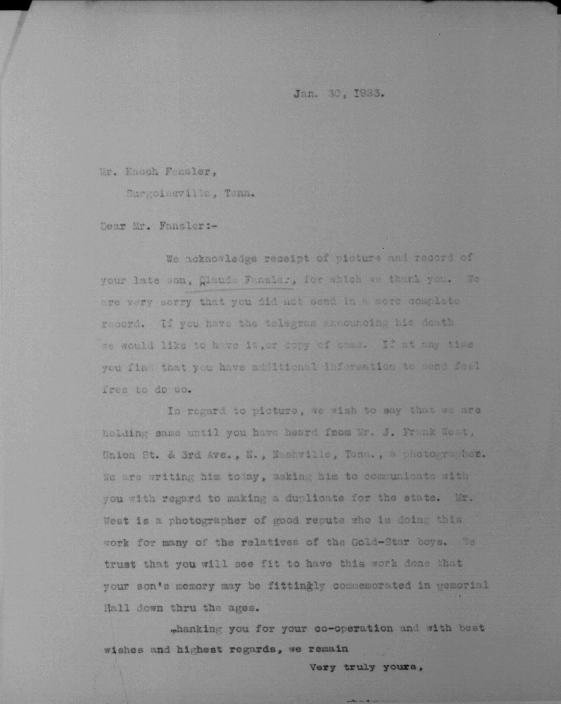 Jan. 30, 1923.
Mr. Enoch Fansler,
Surgoinsville, Tenn.
Dear Mr. Fansler:-
We acknowledge receipt of picture and record of
your late son, Claude Fansler, for which we thank you. We
are very sorry that you did not send in a more complete
record. If you have the telegram announcing his death
we would like to have it,or copy of same. If at any time
you find that you have additional information to send feel
free to do so.
In regard to picture, we wish to say that we are
holding same until you have heard from Mr. J. Frank West,
Union St. & 3rd Ave., N., Nashville, Tenn., a photographer.
We are writing him today, asking him to communicate with
you with regard to making a duplicate for the state. Mr.
West is a photographer of good repute who is doing this
work for many of the relatives of the Gold-Star boys. We
trust that you will see fit to have this work done that
your son's memory may be fittingly commemorated in memorial
Hall down thru the ages.
Thanking you for your co-operation and with best
wishes and highest regards, we remain
Very truly yours,